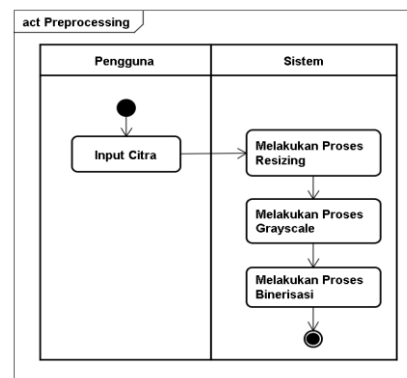 act Preprocessing
Pengguna
Sistem
Input Citra
Melakukan Proses
Resizing
Melakukan Proses
Grayscale
Melakukan Proses
Binerisasi